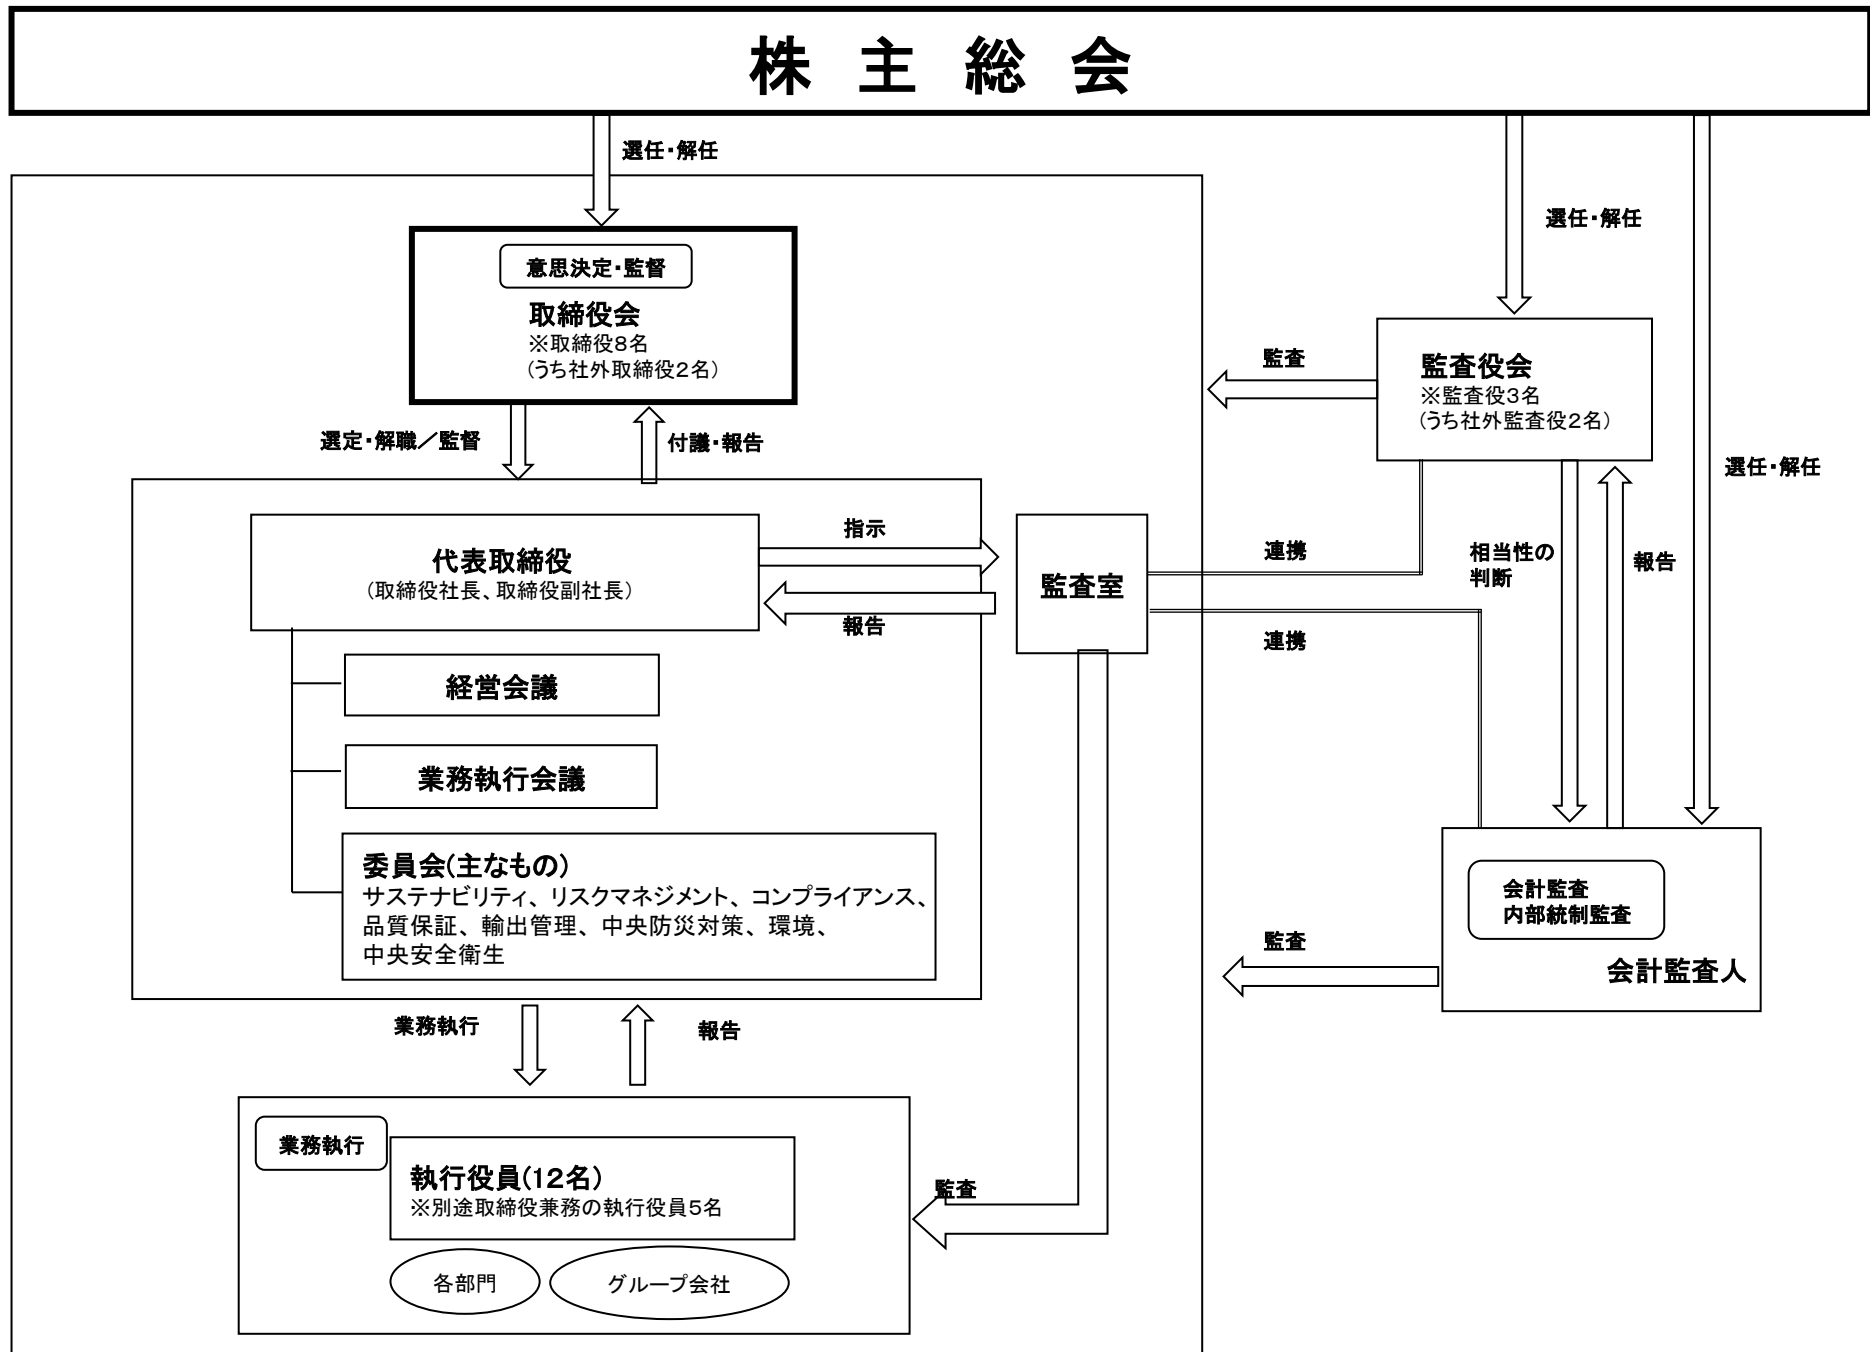 株主総会
選任・解任
選任・解任
選任・解任
意思決定・監督
取締役会
※取締役8名
(うち社外取締役2名)
監査
監査役会
※監査役3名
(うち社外監査役2名)
選定・解職／監督
付議・報告
代表取締役
(取締役社長、取締役副社長)
指示
報告
監査室
連携
連携
相当性の
判断
報告
経営会議
業務執行会議
委員会(主なもの)
サステナビリティ、リスクマネジメント、コンプライアンス、
品質保証、輸出管理、中央防災対策、環境、
中央安全衛生
会計監査
内部統制監査
会計監査人
監査
業務執行
報告
業務執行
執行役員(12名)
※別途取締役兼務の執行役員5名
監査
各部門
グループ会社